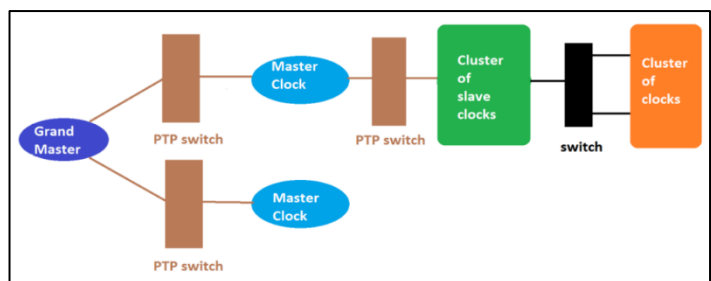 Grand
Master
PTP switch
Master
Clock
PTP switch
Cluster
of
slave
clocks
switch
Cluster
of
clocks
PTP switch
Master
Clock